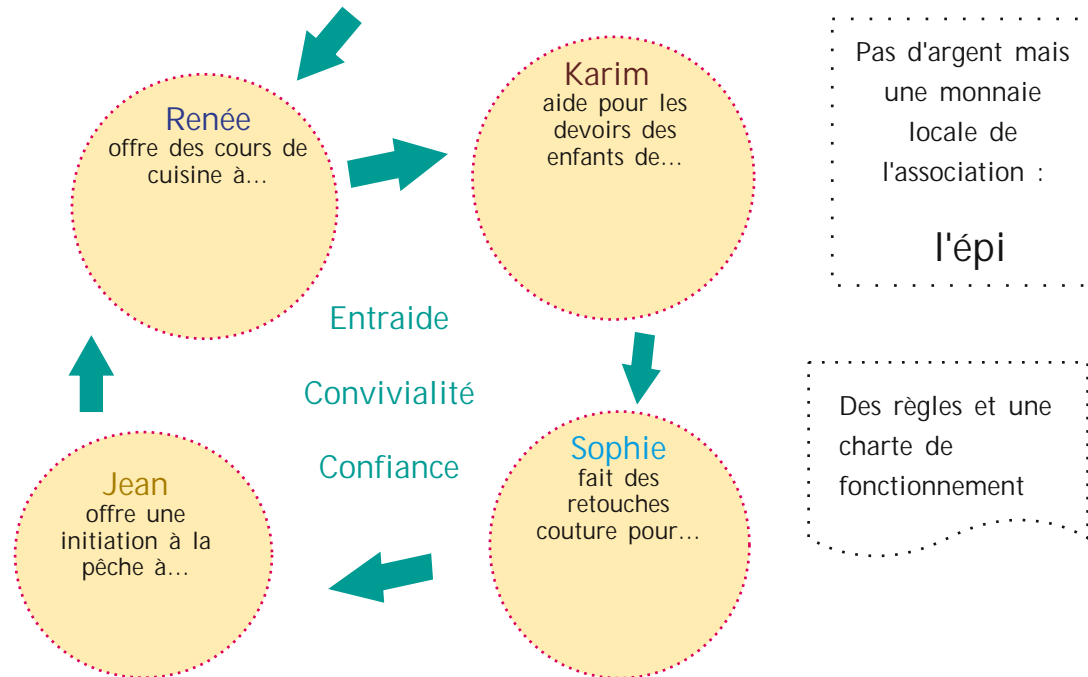 Renée
offre des cours de
cuisine à...
Karim
aide pour les
devoirs des
enfants de...
Pas d'argent mais
une monnaie
locale de
l'association :
l'épi
Entraide
Convivialité
Confiance
Jean
offre une
initiation à la
pêche à...
Sophie
fait des
retouches
couture pour...
Des règles et une
charte de
fonctionnement